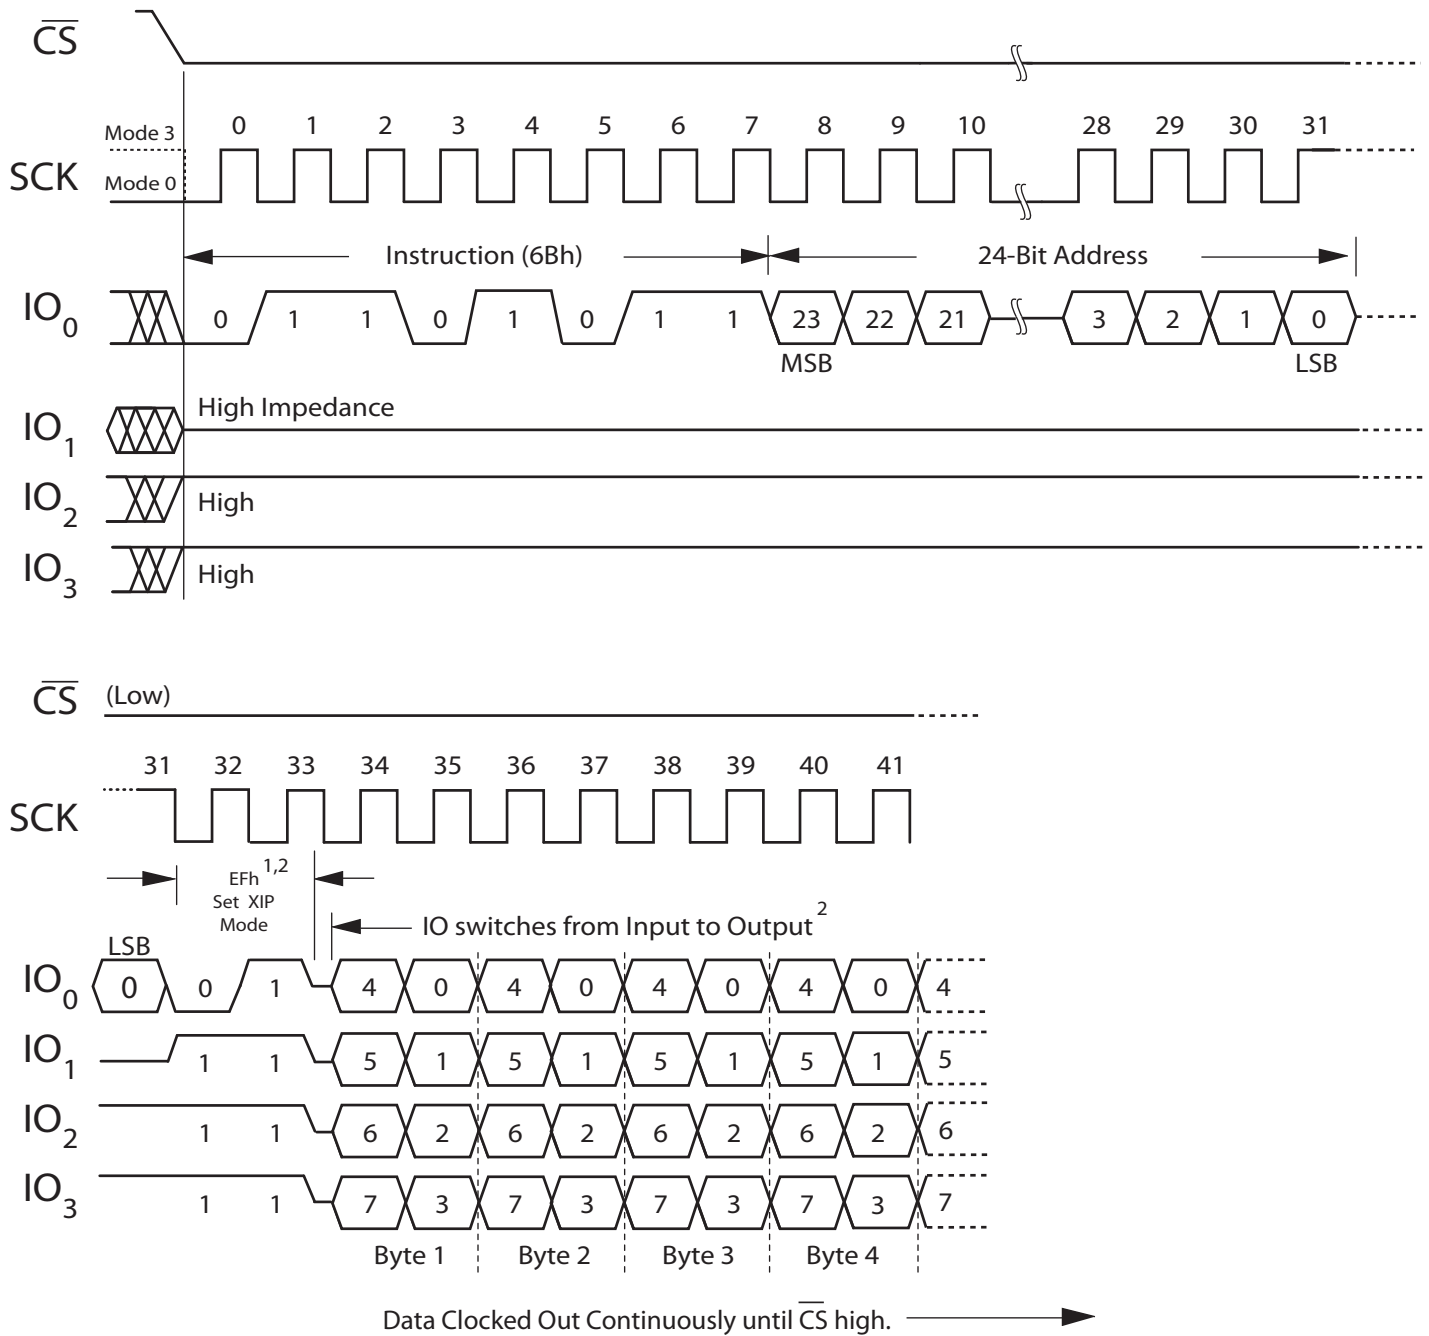 CS
Mode 3 0 1 2 3 4 5 6 7 8 9 10 28 29 30 31
SCK
Mode 0
Instruction (6Bh) 24-Bit Address
IO0 0 1 1 0 1 0 1 1 23 22 21 3 2 1 0
MSB LSB
IO1 High Impedance
IO2 High
IO3 High
CS (Low)
31 32 33 34 35 36 37 38 39 40 41
SCK
EFh 1,2
Set XIP
Mode
IO switches from Input to Output 2
LSB
IO0 0 0 1 4 0 4 0 4 0 4 0 4
IO1 1 1 5 1 5 1 5 1 5 1 5
IO2 1 1 6 2 6 2 6 2 6 2 6
IO3 1 1 7 3 7 3 7 3 7 3 7
Byte 1 Byte 2 Byte 3 Byte 4
Data Clocked Out Continuously until CS high.